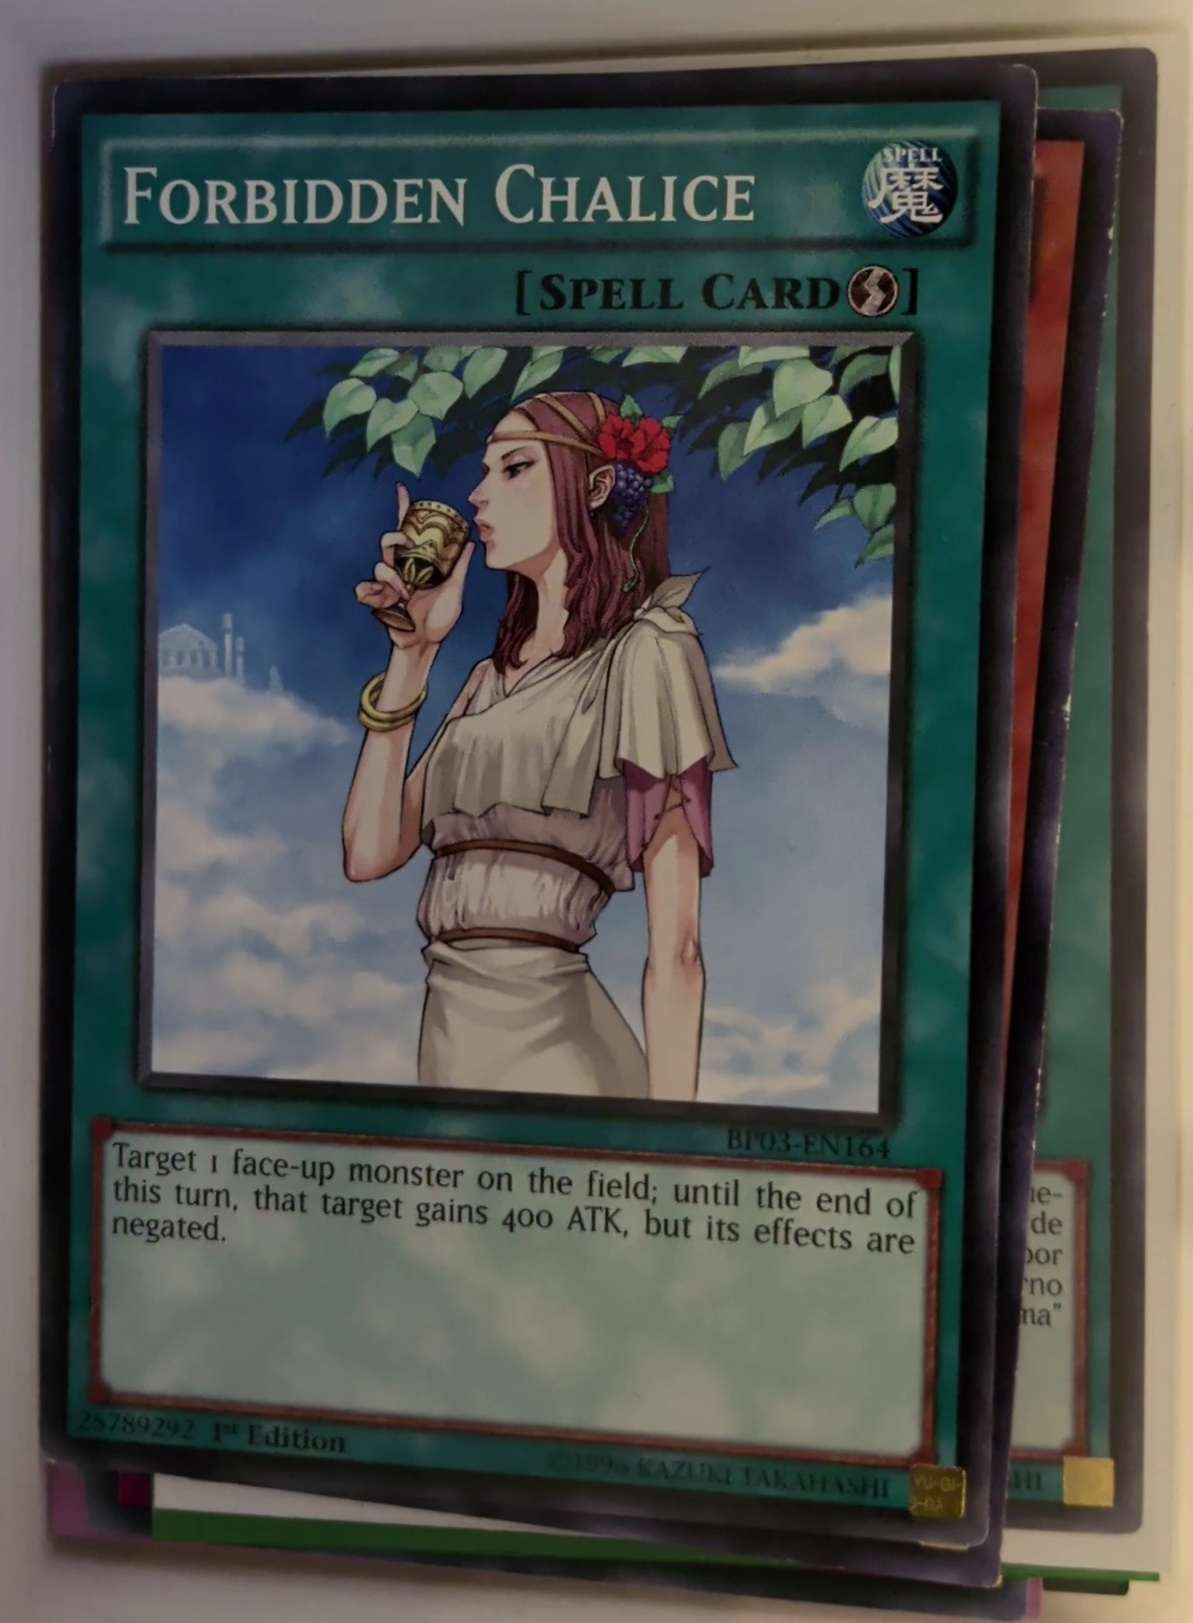 FORBIDDEN CHALICE
SPELL
魔
[SPELL CARD]
BP03-EN164
Target 1 face-up monster on the field; until the end of
this turn, that target gains 400 ATK, but its effects are
negated.
25789292 1st Edition
©1996 KAZUKI TAKAHASHI
de